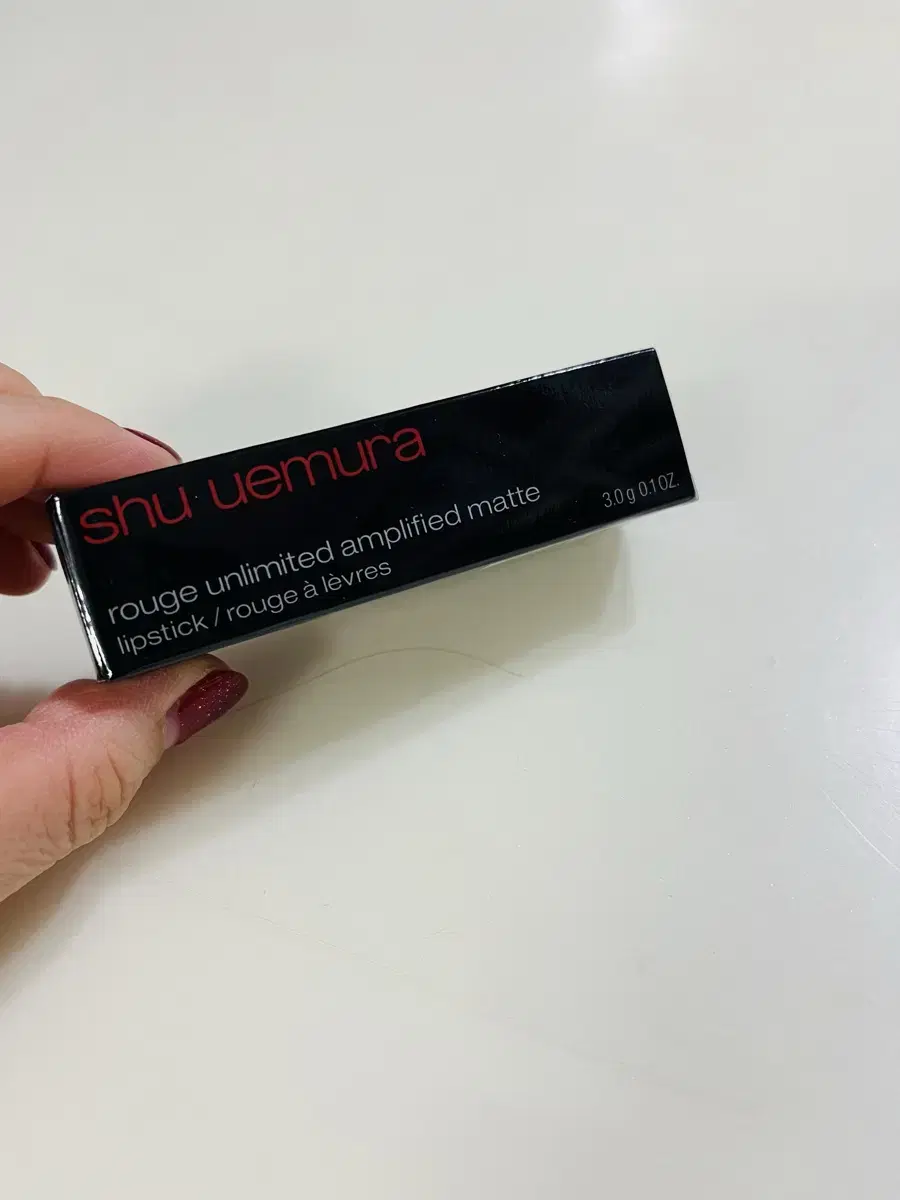 shu uemura
rouge unlimited amplified matte
lipstick / rouge à lèvres
3.0 g 0.1 OZ.